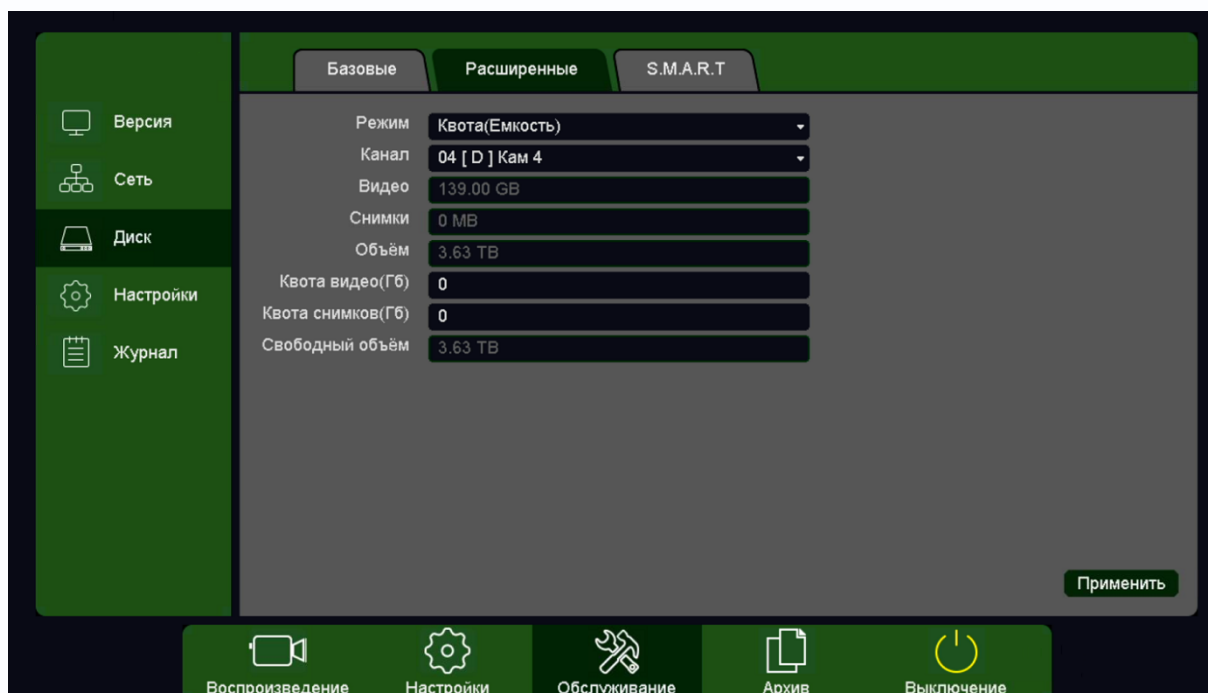 Базовые
Расширенные
S.M.A.R.T
Версия
Сеть
Диск
Настройки
Журнал
Режим Квота(Емкость)
Канал 04 [ D ] Кам 4
Видео 139.00 GB
Снимки 0 MB
Объём 3.63 TB
Квота видео(Гб) 0
Квота снимков(Гб) 0
Свободный объём 3.63 TB
Применить
Воспроизведение
Настройки
Обслуживание
Архив
Выключение